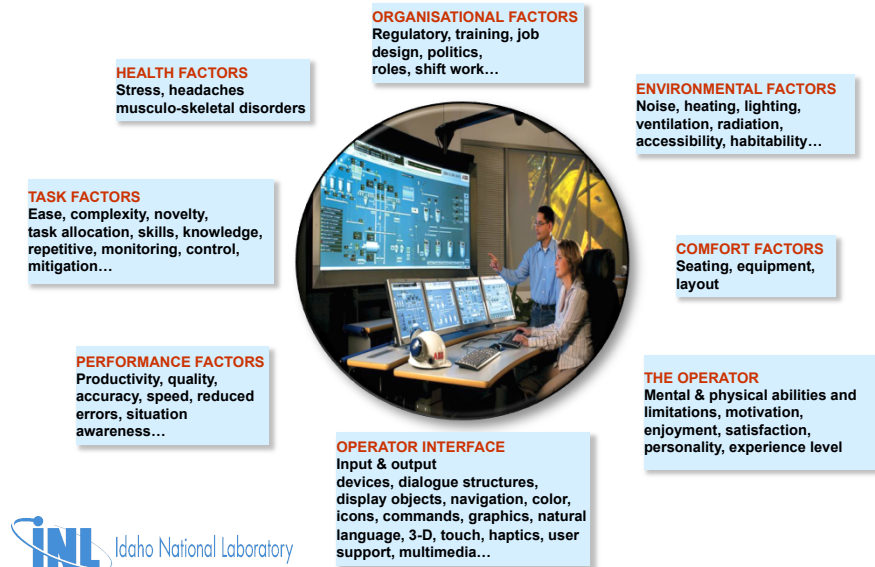 ORGANISATIONAL FACTORS
Regulatory, training, job
design, politics,
roles, shift work…
HEALTH FACTORS
Stress, headaches
musculo-skeletal disorders
ENVIRONMENTAL FACTORS
Noise, heating, lighting,
ventilation, radiation,
accessibility, habitability…
TASK FACTORS
Ease, complexity, novelty,
task allocation, skills, knowledge,
repetitive, monitoring, control,
mitigation…
COMFORT FACTORS
Seating, equipment,
layout
PERFORMANCE FACTORS
Productivity, quality,
accuracy, speed, reduced
errors, situation
awareness…
THE OPERATOR
Mental & physical abilities and
limitations, motivation,
enjoyment, satisfaction,
personality, experience level
OPERATOR INTERFACE
Input & output
devices, dialogue structures,
display objects, navigation, color,
icons, commands, graphics, natural
language, 3-D, touch, haptics, user
support, multimedia…
ABB
INL Idaho National Laboratory